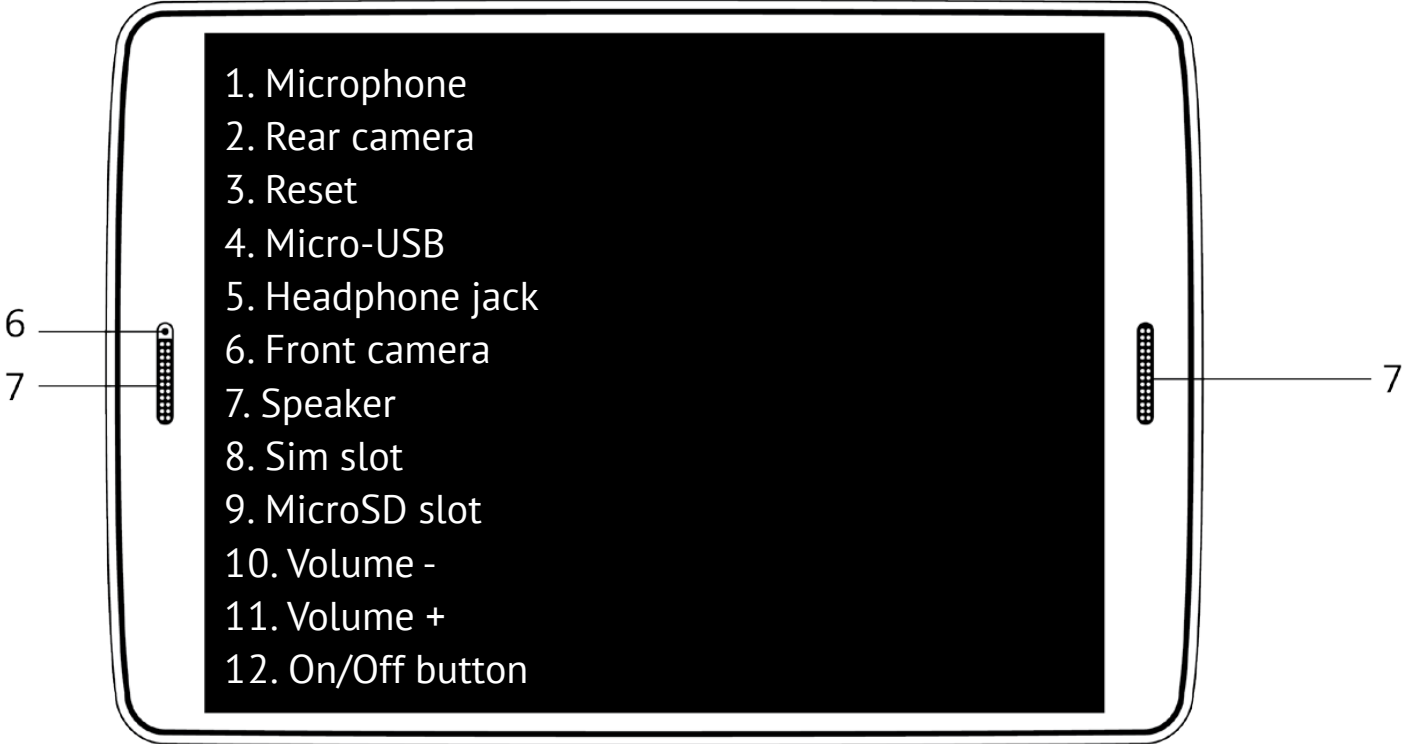 1. Microphone
2. Rear camera
3. Reset
4. Micro-USB
5. Headphone jack
6. Front camera
7. Speaker
8. Sim slot
9. MicroSD slot
10. Volume -
11. Volume +
12. On/Off button
6
7
7